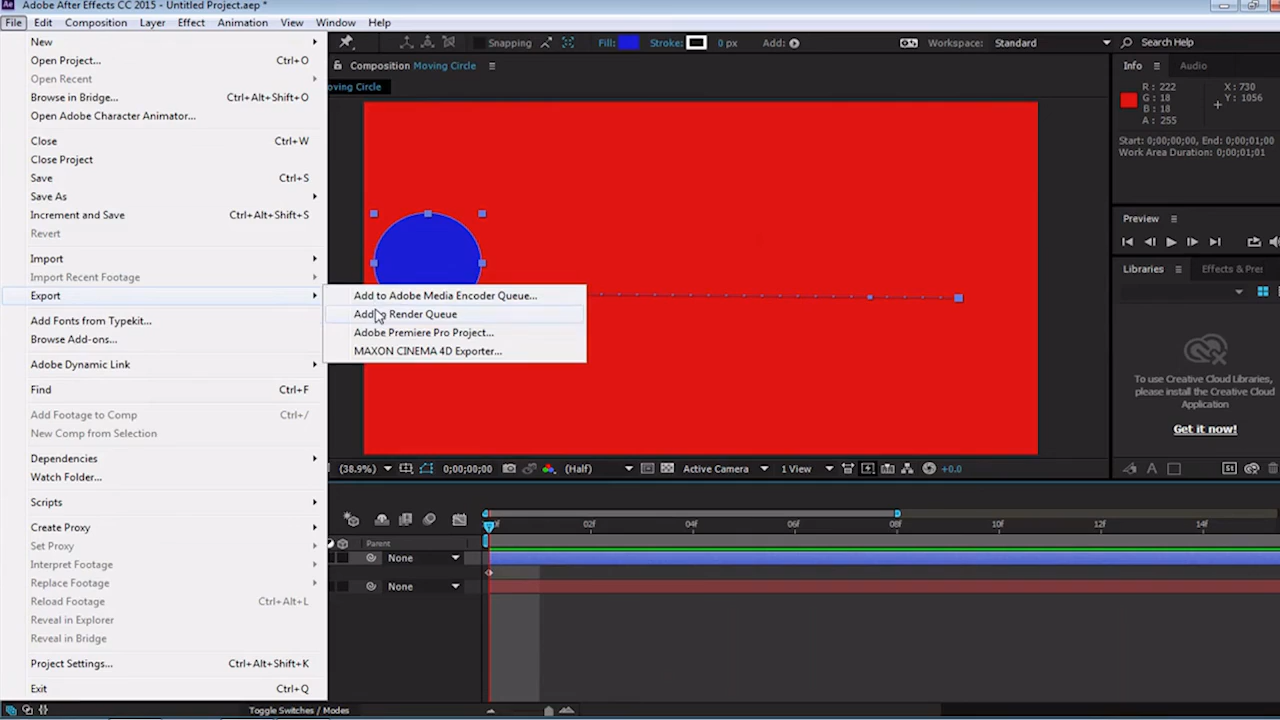 Ae Adobe After Effects CC 2015 - Untitled Project.aep *
File Edit Composition Layer Effect Animation View Window Help
New
Open Project... Ctrl+O
Open Recent
Browse in Bridge... Ctrl+Alt+Shift+O
Open Adobe Character Animator...
Close Ctrl+W
Close Project
Save Ctrl+S
Save As
Increment and Save Ctrl+Alt+Shift+S
Revert
Import
Import Recent Footage
Export
Add Fonts from Typekit...
Browse Add-ons...
Adobe Dynamic Link
Find Ctrl+F
Add Footage to Comp Ctrl+/
New Comp from Selection
Dependencies
Watch Folder...
Scripts
Create Proxy
Set Proxy
Interpret Footage
Replace Footage
Reload Footage Ctrl+Alt+L
Reveal in Explorer
Reveal in Bridge
Project Settings... Ctrl+Alt+Shift+K
Exit Ctrl+Q
Add to Adobe Media Encoder Queue...
Add to Render Queue
Adobe Premiere Pro Project...
MAXON CINEMA 4D Exporter...
Snapping Fill: Stroke: 0 px Add: Workspace: Standard Search Help
Composition Moving Circle
oving Circle
Info Audio
R : 222 X : 730
G : 18 Y : 1056
B : 18
A : 255
Start: 0;00;00;00, End: 0;00;01;00
Work Area Duration: 0;00;01;01
Preview
Libraries Effects & Pre
To use Creative Cloud Libraries,
please install the Creative Cloud
Application
Get it now!
St
(38.9%) 0;00;00;00 (Half) Active Camera 1 View +0.0
02f 04f 06f 08f 10f 12f 14f
Parent
None
None
Toggle Switches / Modes